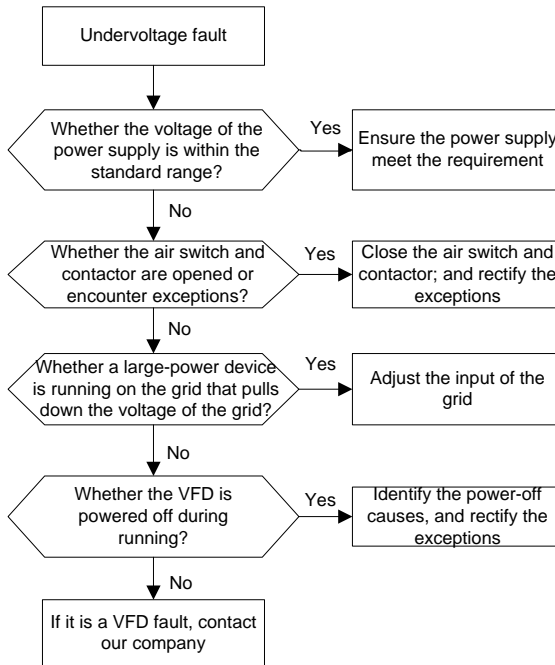 Undervoltage fault
Whether the voltage of the
power supply is within the
standard range?
Yes
Ensure the power supply
meet the requirement
No
Whether the air switch and
contactor are opened or
encounter exceptions?
Yes
Close the air switch and
contactor; and rectify the
exceptions
No
Whether a large-power device
is running on the grid that pulls
down the voltage of the grid?
Yes
Adjust the input of the
grid
No
Whether the VFD is
powered off during
running?
Yes
Identify the power-off
causes, and rectify the
exceptions
No
If it is a VFD fault, contact
our company